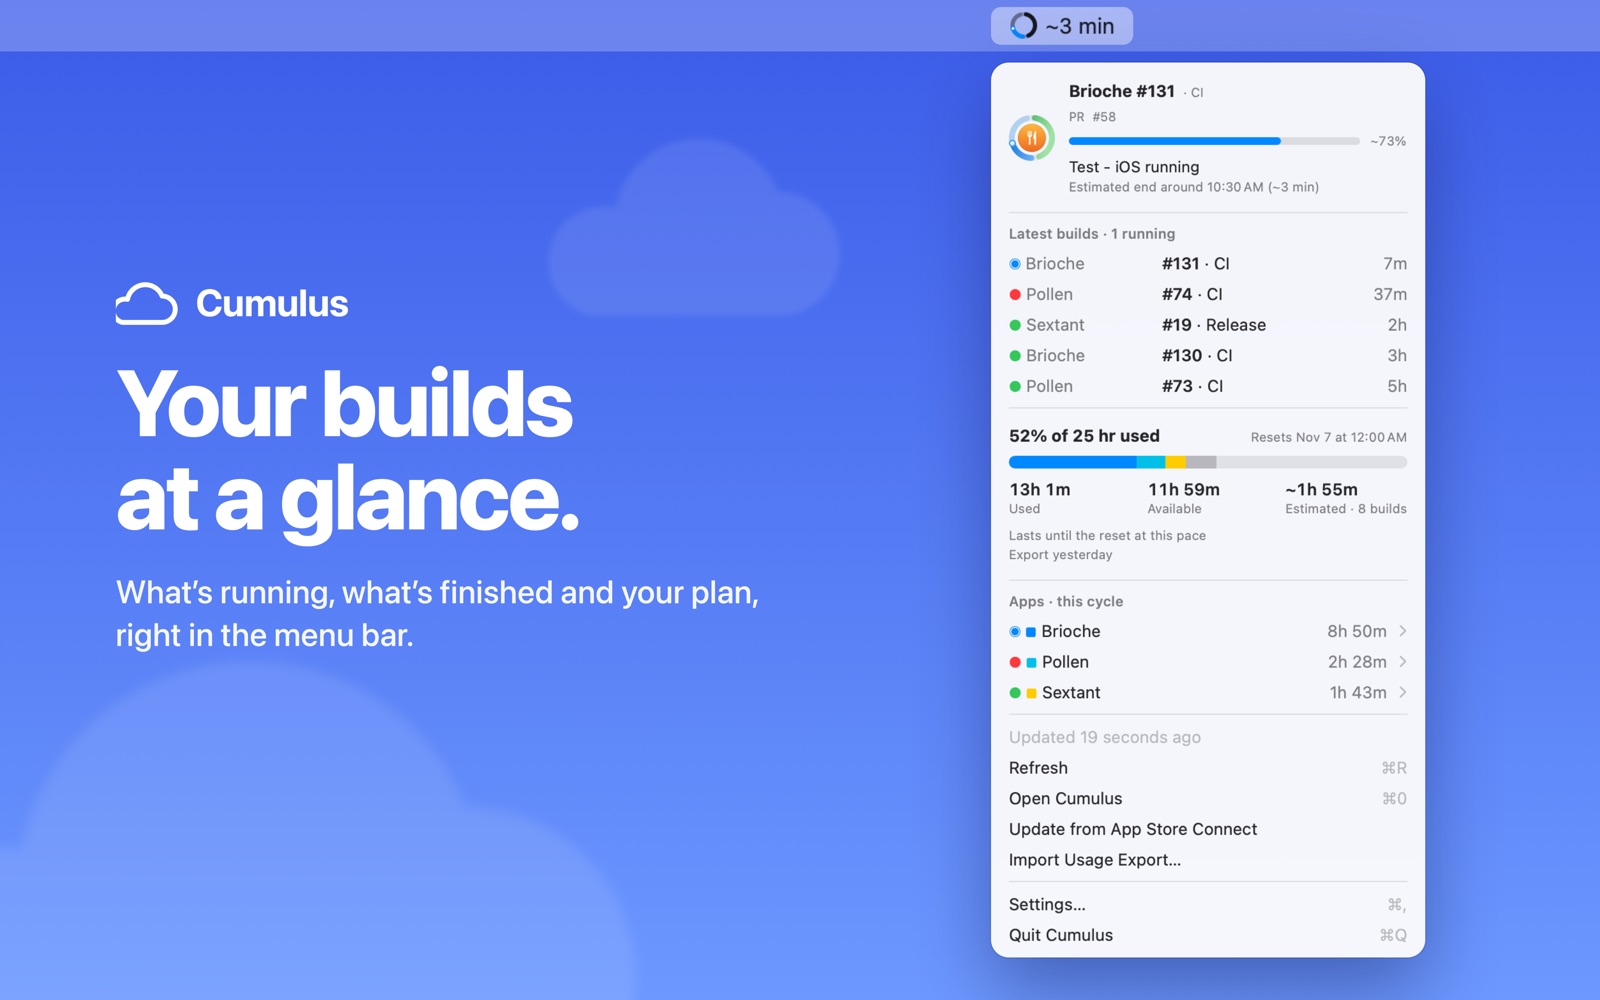 ~3 min
Cumulus
Your builds
at a glance.
What’s running, what’s finished and your plan,
right in the menu bar.
Brioche #131 · CI
PR #58
~73%
Test - iOS running
Estimated end around 10:30 AM (~3 min)
Latest builds · 1 running
Brioche #131 · CI 7m
Pollen #74 · CI 37m
Sextant #19 · Release 2h
Brioche #130 · CI 3h
Pollen #73 · CI 5h
52% of 25 hr used Resets Nov 7 at 12:00 AM
13h 1m 11h 59m ~1h 55m
Used Available Estimated · 8 builds
Lasts until the reset at this pace
Export yesterday
Apps · this cycle
Brioche 8h 50m
Pollen 2h 28m
Sextant 1h 43m
Updated 19 seconds ago
Refresh ⌘R
Open Cumulus ⌘0
Update from App Store Connect
Import Usage Export...
Settings... ⌘,
Quit Cumulus ⌘Q